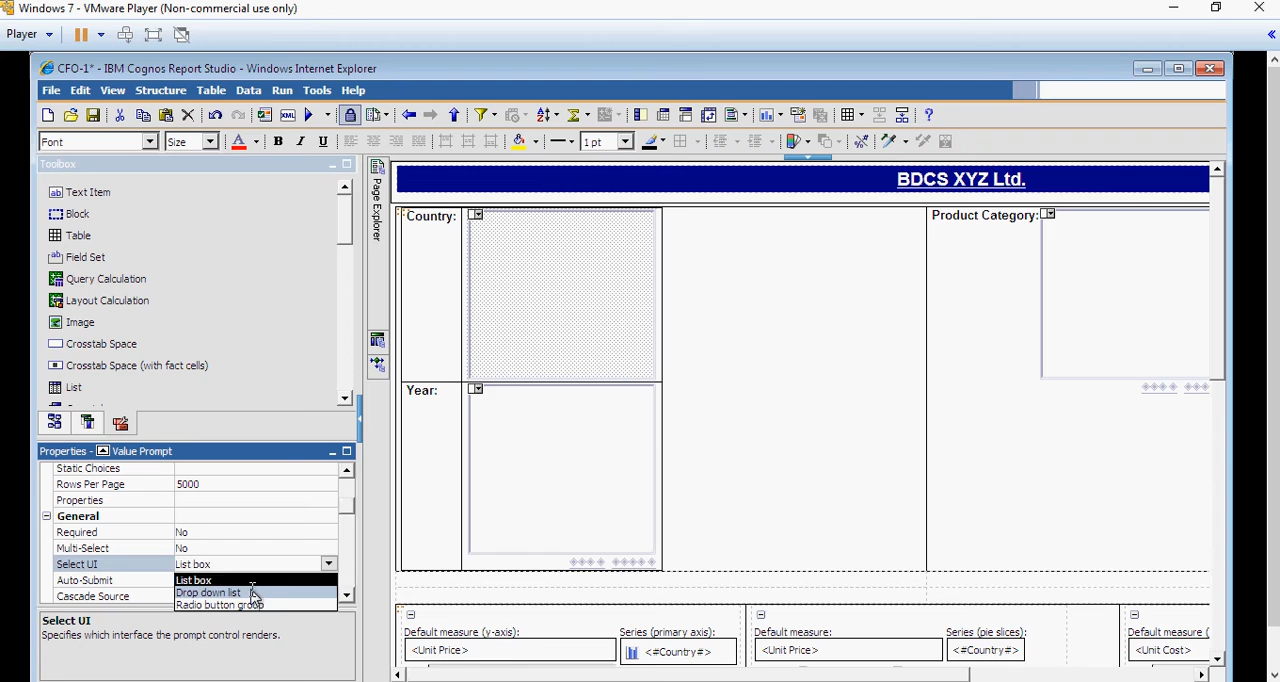 Windows 7 - VMware Player (Non-commercial use only)
Player
CFO-1* - IBM Cognos Report Studio - Windows Internet Explorer
File Edit View Structure Table Data Run Tools Help
Font Size A B I U 1 pt
Toolbox
Text Item
Block
Table
Field Set
Query Calculation
Layout Calculation
Image
Crosstab Space
Crosstab Space (with fact cells)
List
Page Explorer
BDCS XYZ Ltd.
Country:
Product Category:
Year:
Properties - Value Prompt
Static Choices
Rows Per Page 5000
Properties
General
Required No
Multi-Select No
Select UI List box
Auto-Submit List box
Drop down list
Cascade Source Radio button group
Select UI
Specifies which interface the prompt control renders.
Default measure (y-axis): Series (primary axis): Default measure: Series (pie slices): Default measure (
<Unit Price> <#Country#> <Unit Price> <#Country#> <Unit Cost>